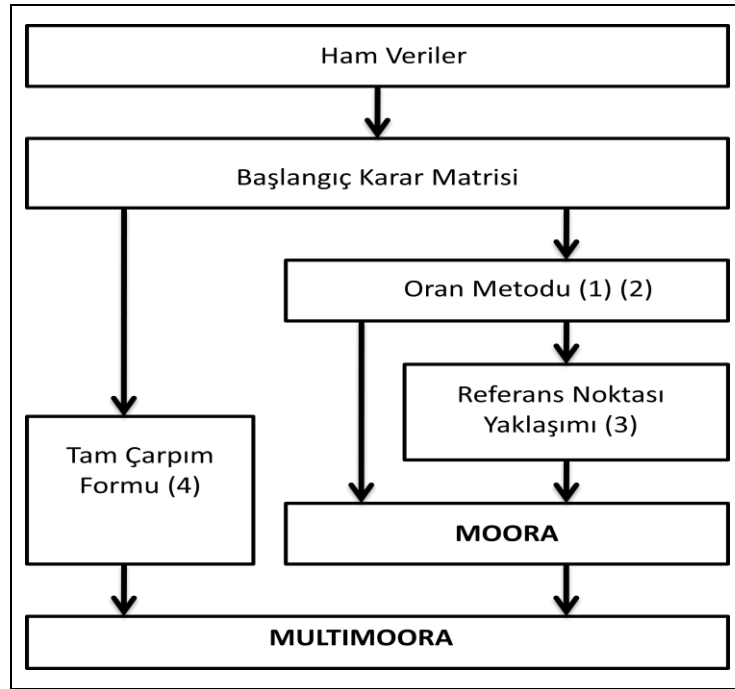 Ham Veriler
Başlangıç Karar Matrisi
Oran Metodu (1) (2)
Referans Noktası
Yaklaşımı (3)
Tam Çarpım
Formu (4)
MOORA
MULTIMOORA